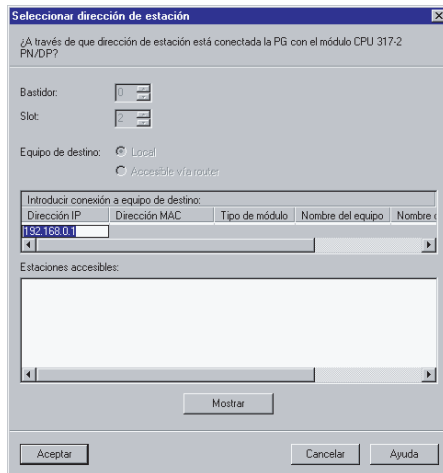 Seleccionar dirección de estación
¿A través de que dirección de estación está conectada la PG con el módulo CPU 317-2
PN/DP?
Bastidor: 0
Slot: 2
Equipo de destino: Local
Accesible vía router
Introducir conexión a equipo de destino:
Dirección IP Dirección MAC Tipo de módulo Nombre del equipo Nombre
192.168.0.1
Estaciones accesibles:
Mostrar
Aceptar Cancelar Ayuda